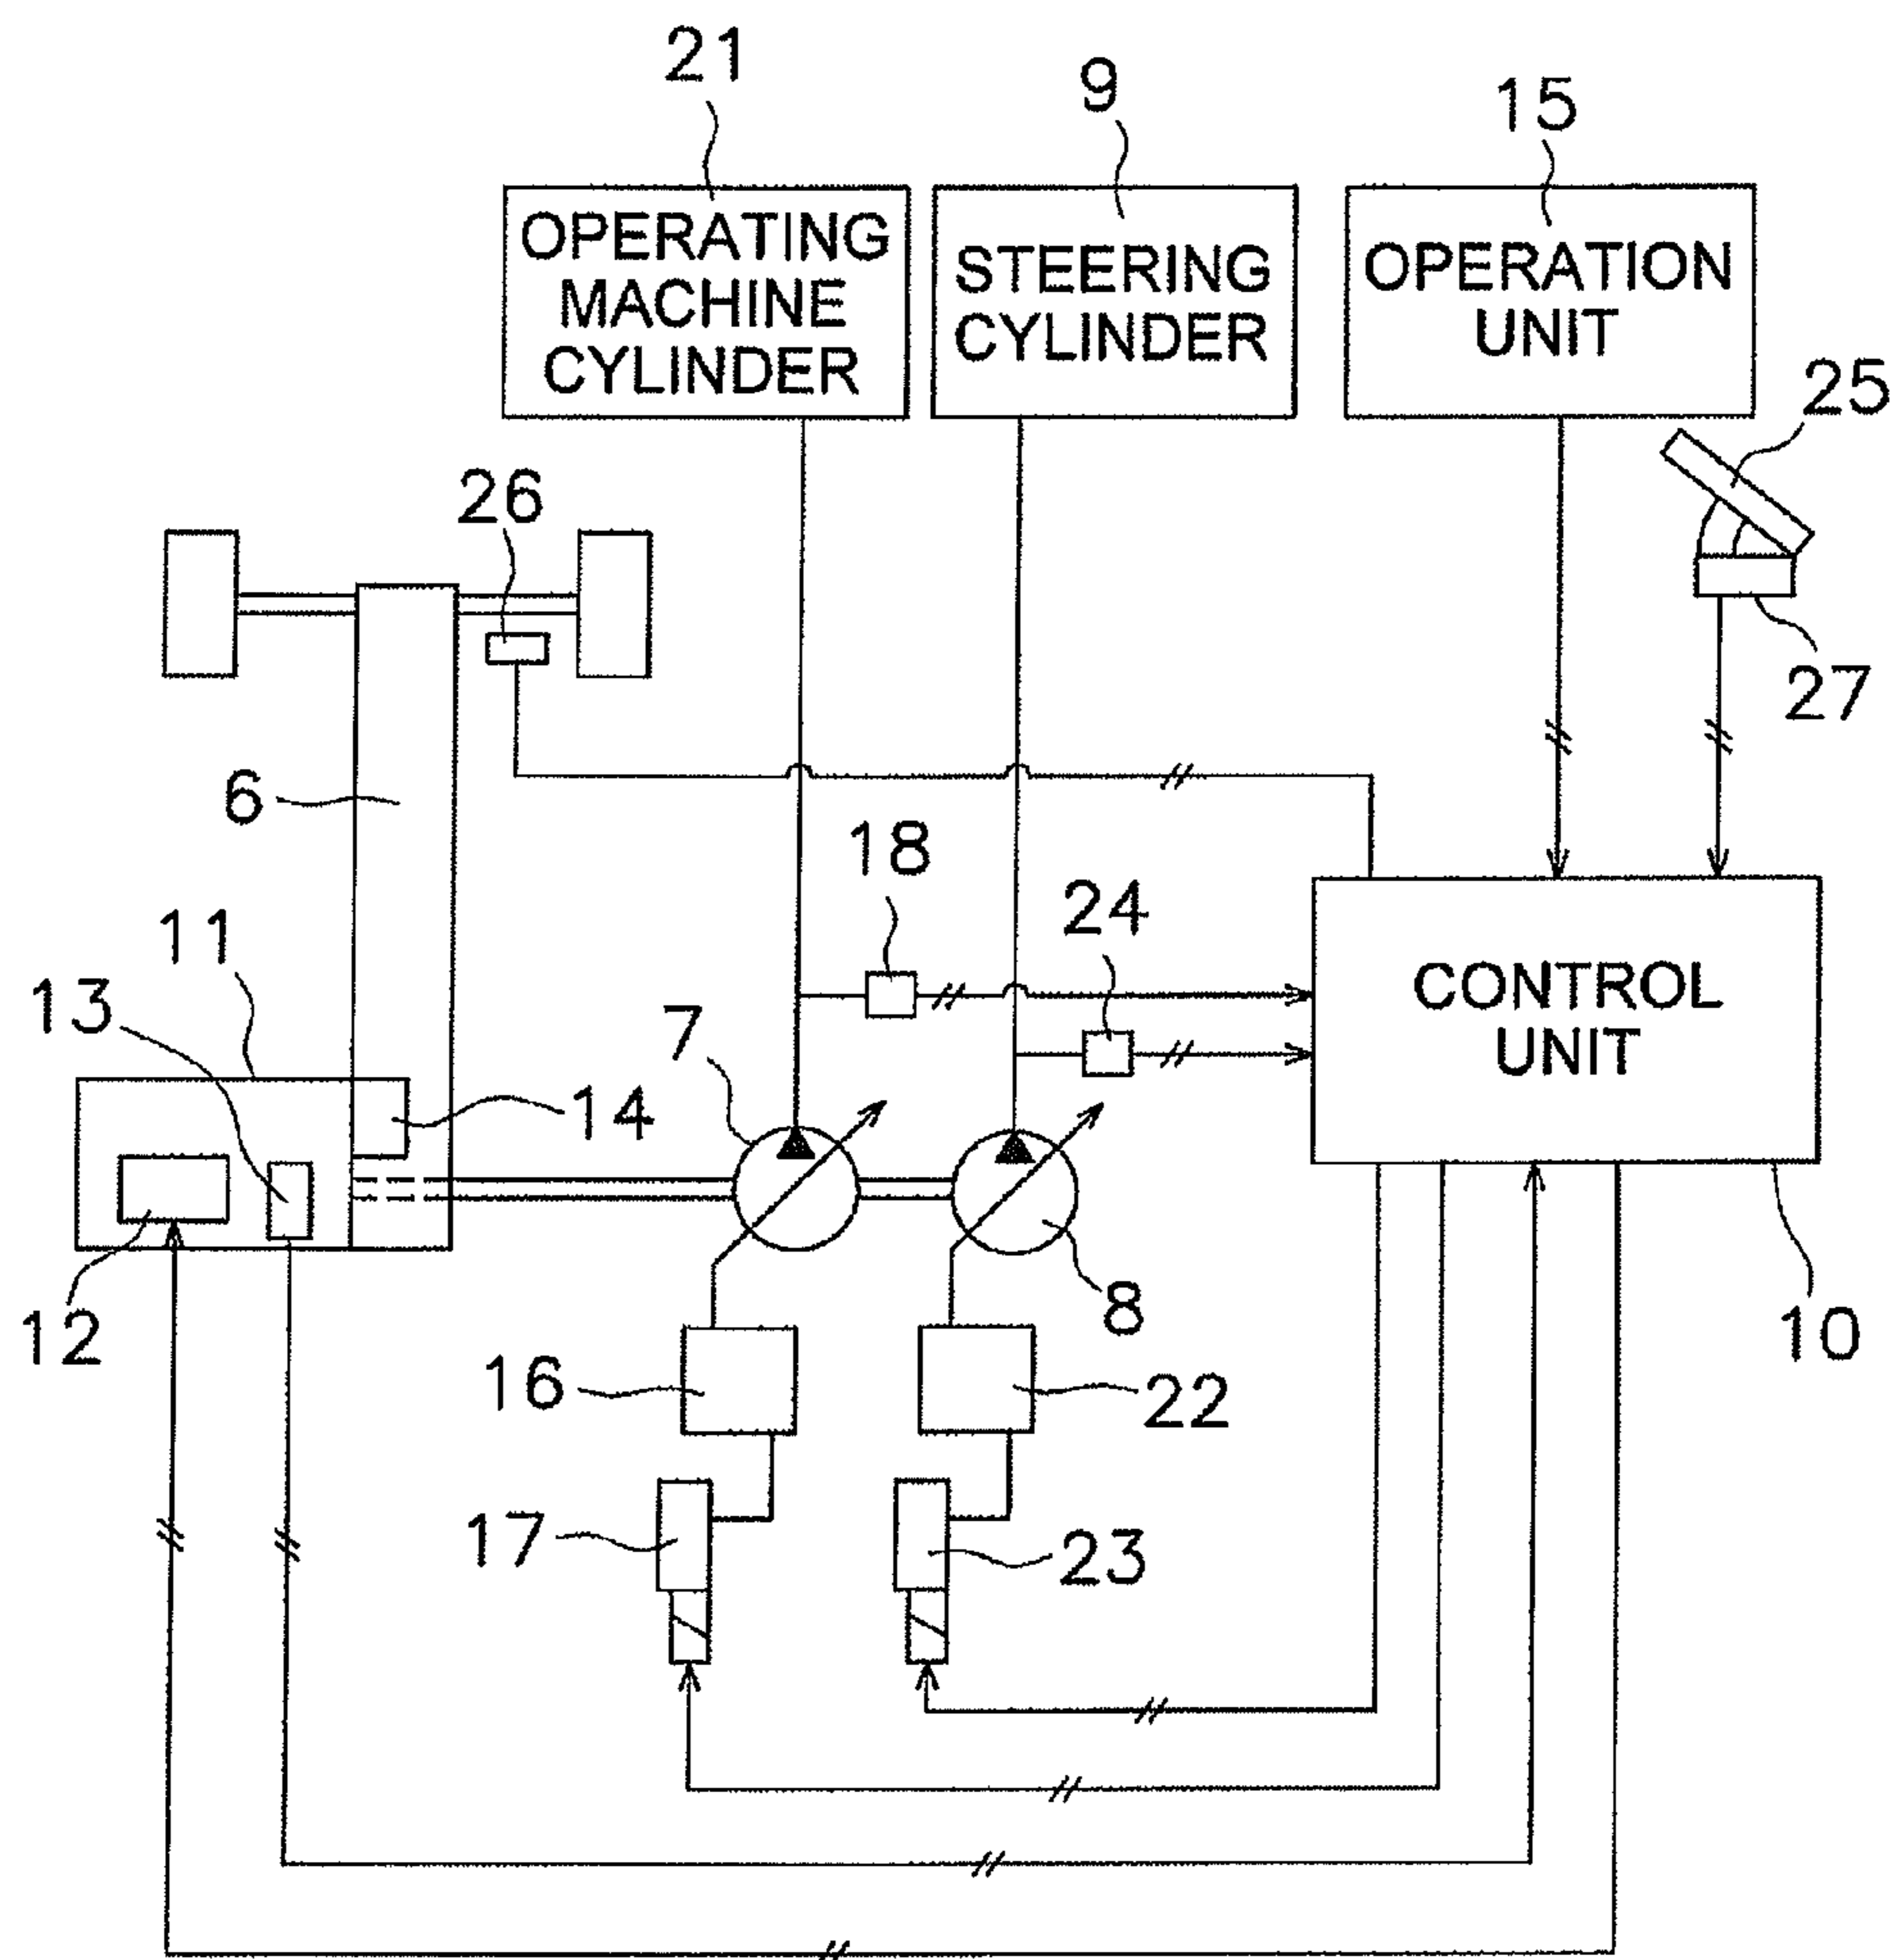 21
9
15
OPERATING
MACHINE
CYLINDER
STEERING
CYLINDER
OPERATION
UNIT
25
26
27
6
18
24
11
13
7
14
CONTROL
UNIT
12
8
10
16
22
17
23